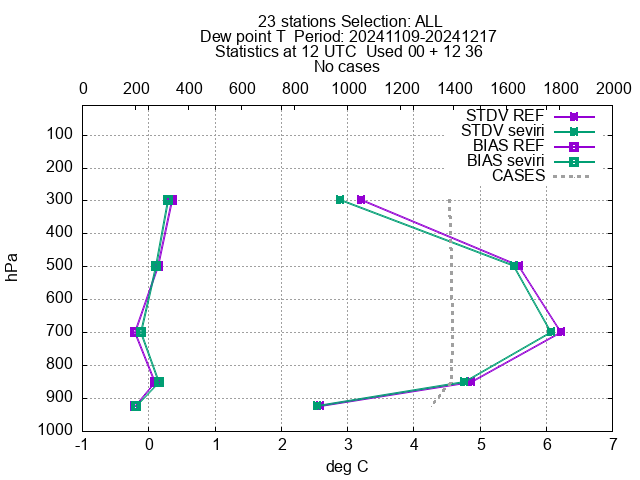 23 stations Selection: ALL
Dew point T  Period: 20241109-20241217
Statistics at 12 UTC  Used 00 + 12 36
No cases
0 200 300 500 600 800 900 1000 1200 1400 1600 1800 2000
STDV REF
STDV seviri
BIAS REF
BIAS seviri
CASES
100
200
300
400
500
600
700
800
900
1000
hPa
-1 0 1 2 3 4 5 6 7
deg C